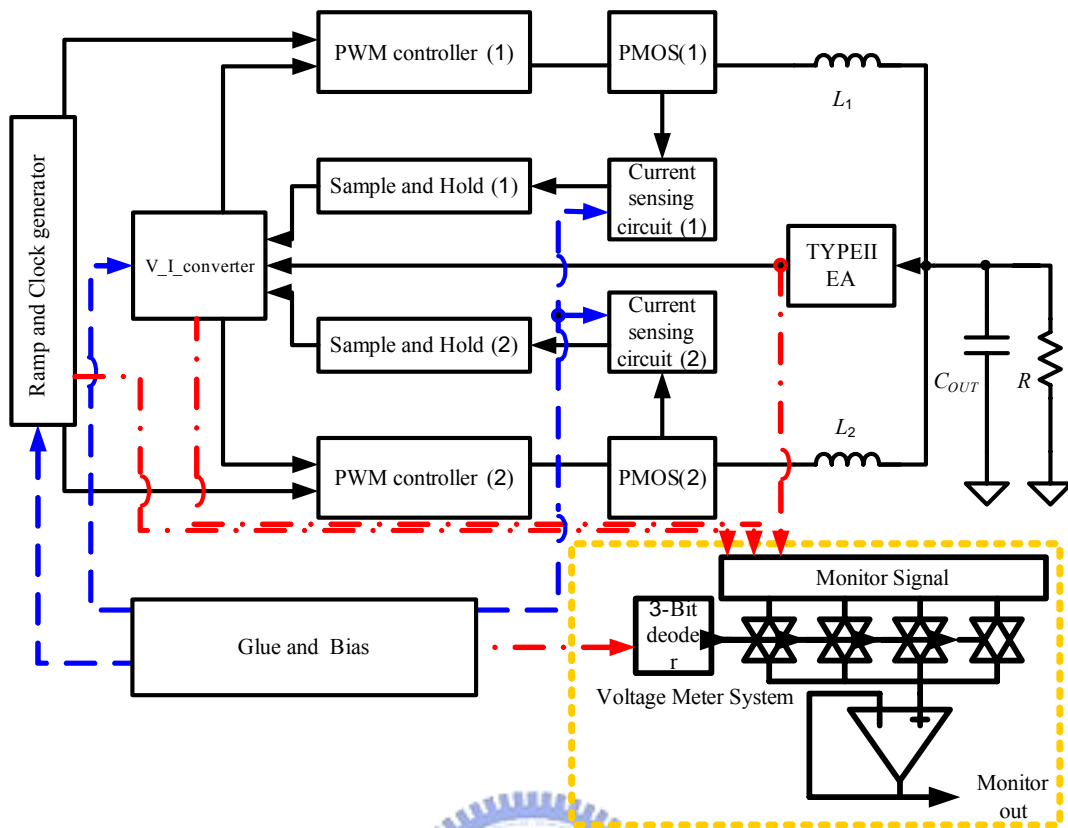 PWM controller (1)
PMOS(1)
L1
Ramp and Clock generator
Sample and Hold (1)
Current
sensing
circuit (1)
V_I_converter
TYPEII
EA
Sample and Hold (2)
Current
sensing
circuit (2)
COUT
R
L2
PWM controller (2)
PMOS(2)
Monitor Signal
Glue and Bias
3-Bit
deode
r
Voltage Meter System
Monitor
out